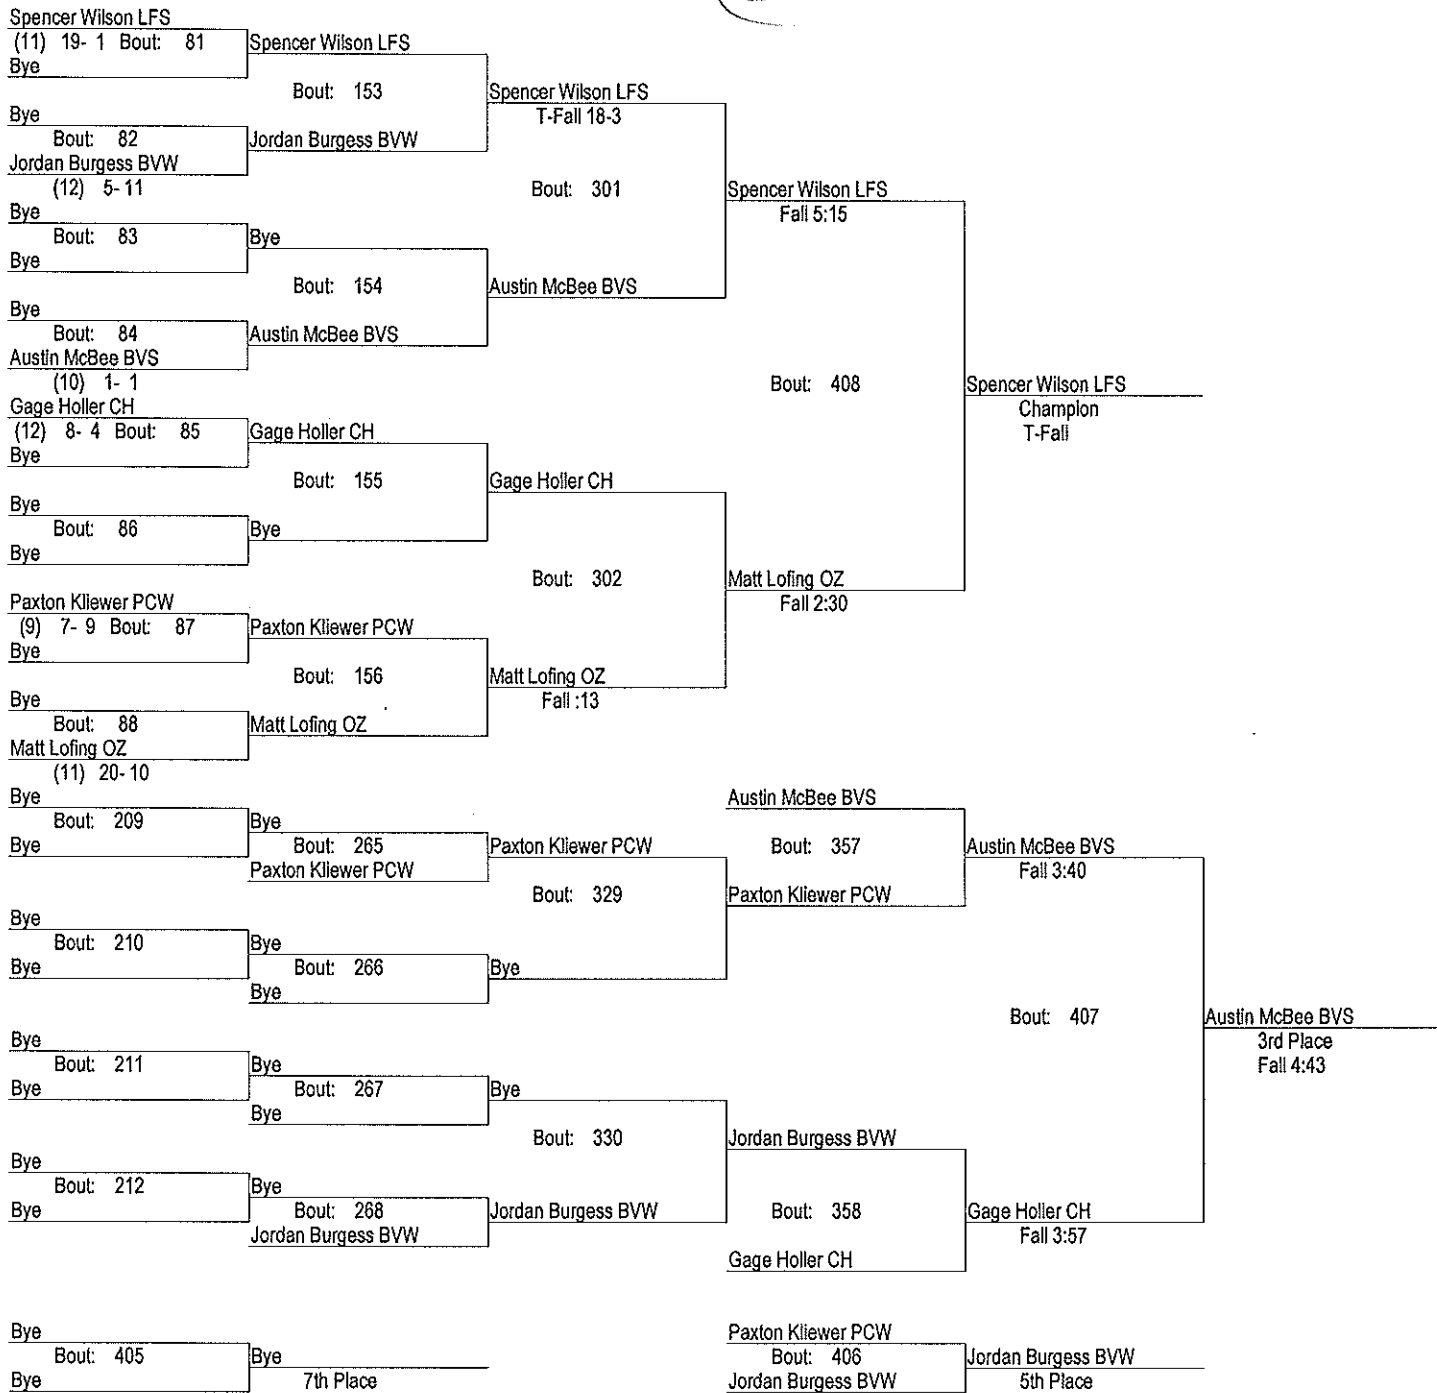 Spencer Wilson LFS
(11) 19- 1 Bout: 81
Bye
Spencer Wilson LFS
Bout: 153
Bye
Bout: 82
Jordan Burgess BVW
(12) 5- 11
Jordan Burgess BVW
Spencer Wilson LFS
T-Fall 18-3
Bout: 301
Bye
Bout: 83
Bye
Bye
Bout: 154
Bye
Bout: 84
Austin McBee BVS
(10) 1- 1
Austin McBee BVS
Austin McBee BVS
Spencer Wilson LFS
Fall 5:15
Bout: 408
Gage Holler CH
(12) 8- 4 Bout: 85
Bye
Gage Holler CH
Bout: 155
Bye
Bout: 86
Bye
Bye
Gage Holler CH
Bout: 302
Paxton Kliewer PCW
(9) 7- 9 Bout: 87
Bye
Paxton Kliewer PCW
Bout: 156
Bye
Bout: 88
Matt Lofing OZ
(11) 20- 10
Matt Lofing OZ
Matt Lofing OZ
Fall :13
Matt Lofing OZ
Fall 2:30
Spencer Wilson LFS
Champion
T-Fall
Bye
Bout: 209
Bye
Bye
Bout: 265
Paxton Kliewer PCW
Paxton Kliewer PCW
Bout: 329
Bye
Bout: 210
Bye
Bye
Bout: 266
Bye
Bye
Austin McBee BVS
Bout: 357
Paxton Kliewer PCW
Austin McBee BVS
Fall 3:40
Bout: 407
Bye
Bout: 211
Bye
Bye
Bout: 267
Bye
Bye
Bout: 330
Bye
Bout: 212
Bye
Bye
Bout: 268
Jordan Burgess BVW
Jordan Burgess BVW
Jordan Burgess BVW
Bout: 358
Gage Holler CH
Gage Holler CH
Fall 3:57
Austin McBee BVS
3rd Place
Fall 4:43
Bye
Bout: 405
Bye
Bye
7th Place
Paxton Kliewer PCW
Bout: 406
Jordan Burgess BVW
Jordan Burgess BVW
5th Place